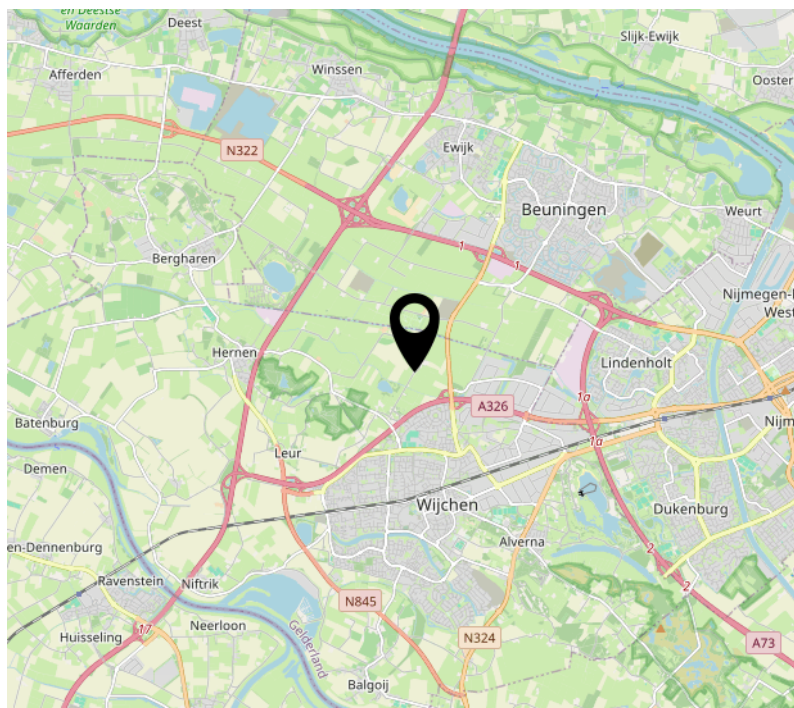 en Deestse
Waarden
Deest
Slijk-Ewijk
Afferden
Winssen
Ooster
N322
Ewijk
Beuningen
Weurt
1
1
Bergharen
Nijmegen-
West
Hernen
Lindenholt
1a
A326
Batenburg
Nijm
1a
Leur
Demen
Wijchen
Dukenburg
Alverna
2
en-Dennenburg
2
Ravenstein
Niftrik
N845
17
Neerloon
Gelderland
Huisseling
N324
A73
Balgoij